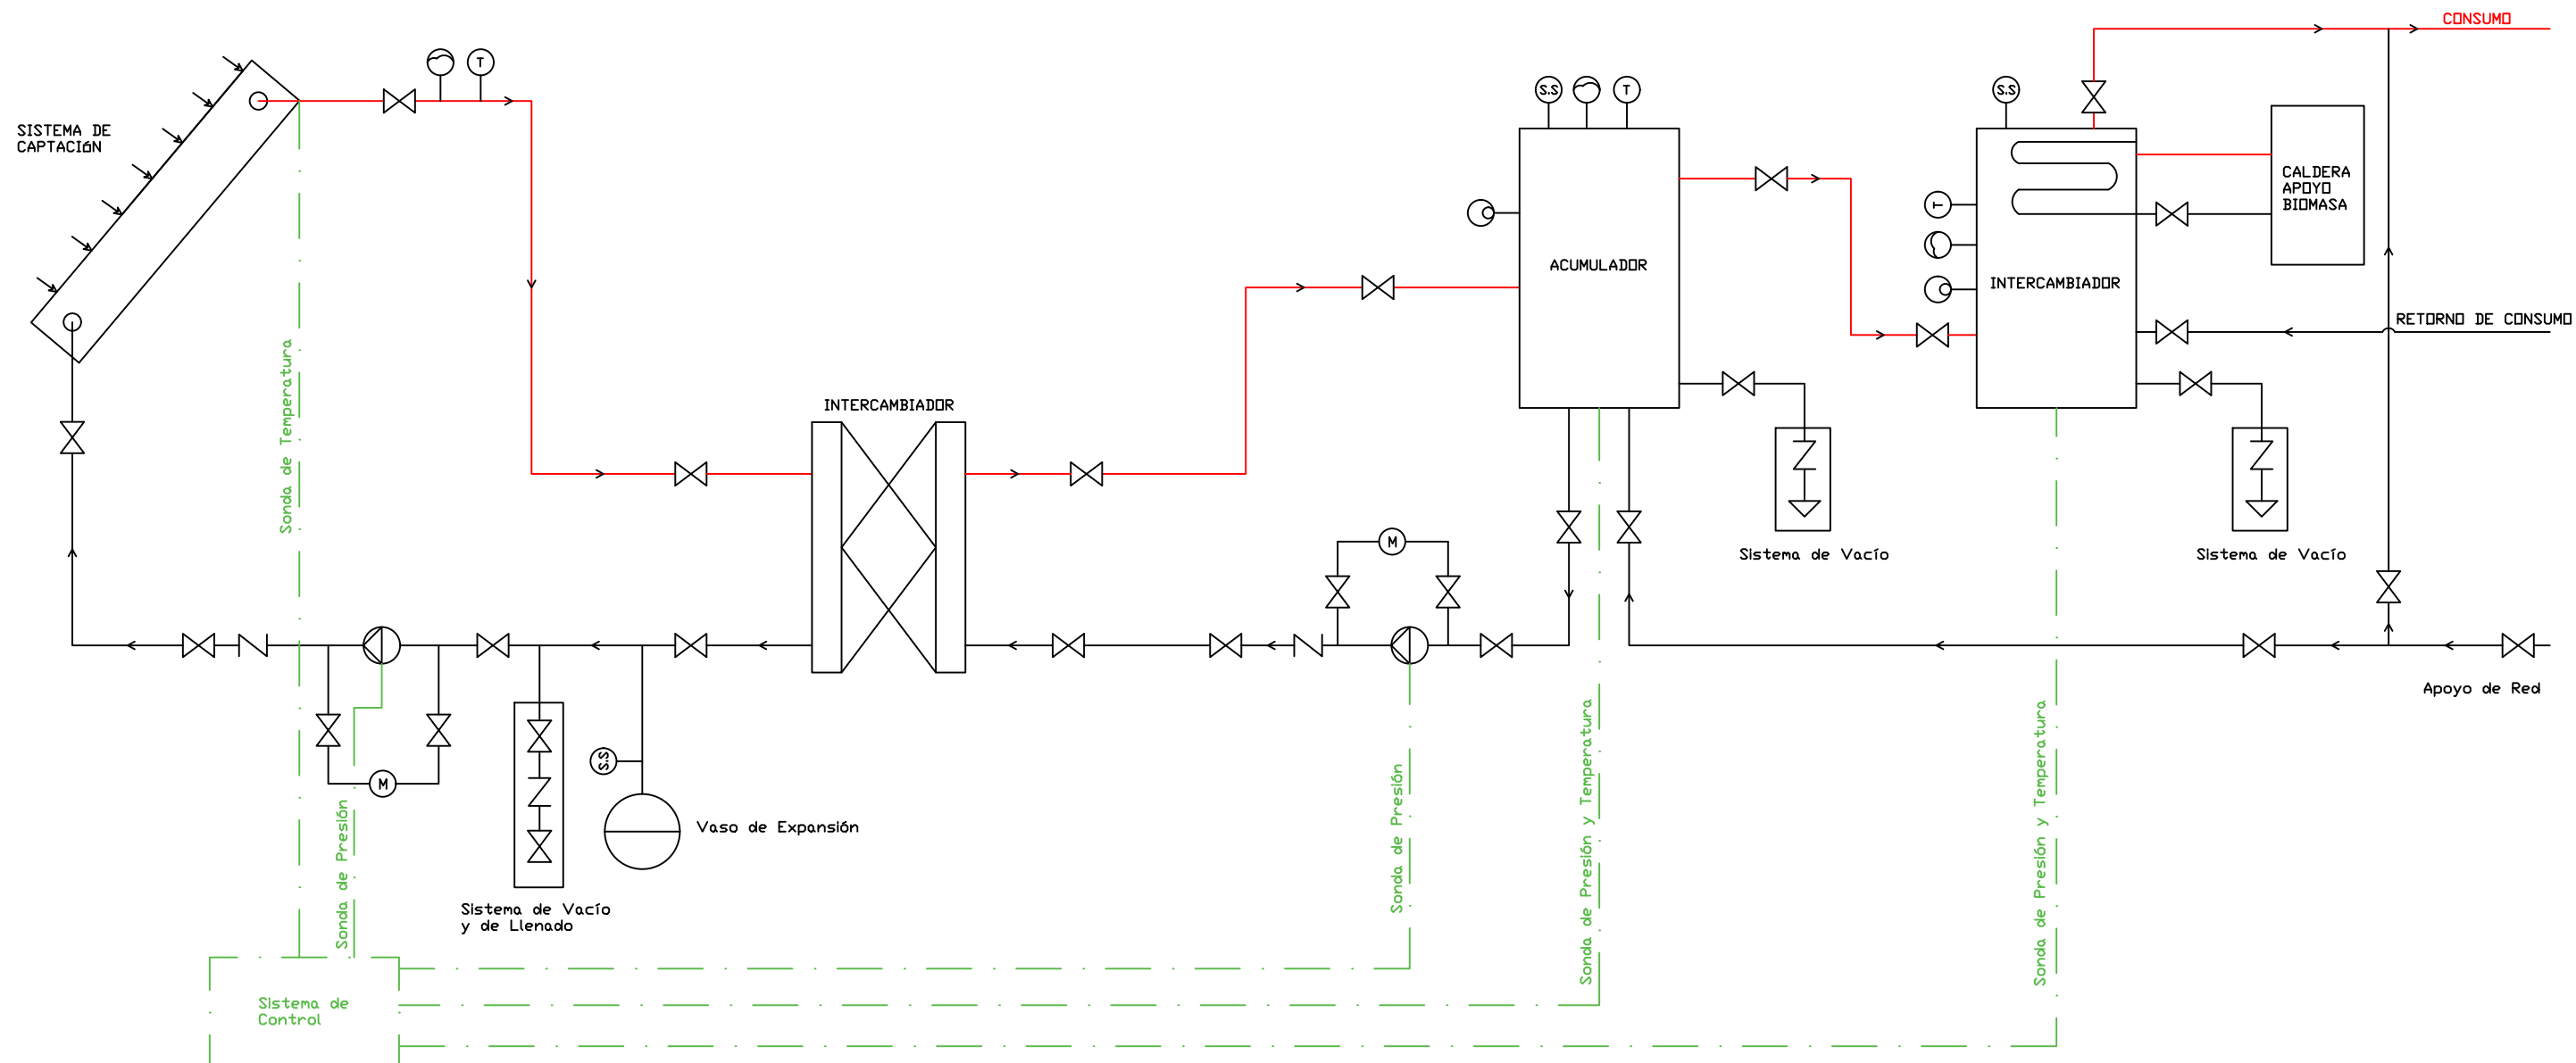 CONSUMO
T
S.S
T
S.S
SISTEMA DE
CAPTACIóN
CALDERA
APOYO
BIOMASA
T
ACUMULADOR
INTERCAMBIADOR
RETORNO DE CONSUMO
INTERCAMBIADOR
Sonda de Temperatura
M
Sistema de Vacío
Sistema de Vacío
Apoyo de Red
S.S
M
Vaso de Expansión
Sonda de Presión
Sonda de Presión
Sonda de Presión y Temperatura
Sonda de Presión y Temperatura
Sistema de Vacío
y de Llenado
Sistema de
Control